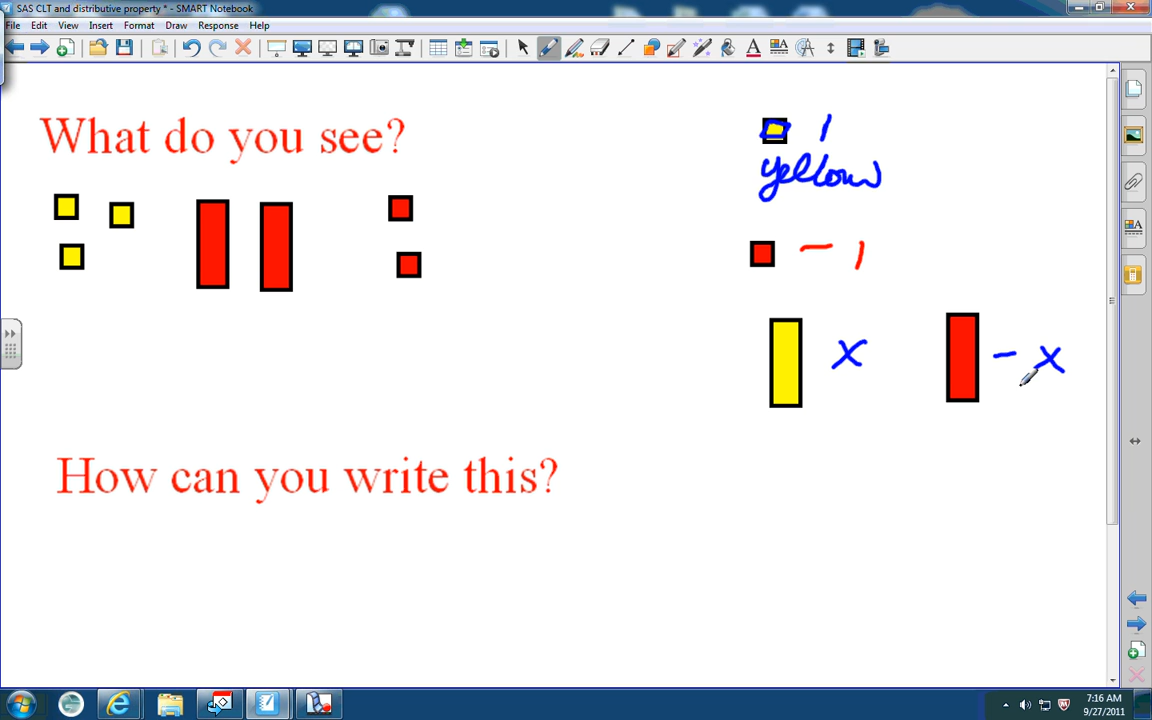 SAS CLT and distributive property * - SMART Notebook
File Edit View Insert Format Draw Response Help
What do you see?
1
yellow
- 1
x - x
How can you write this?
7:16 AM
9/27/2011